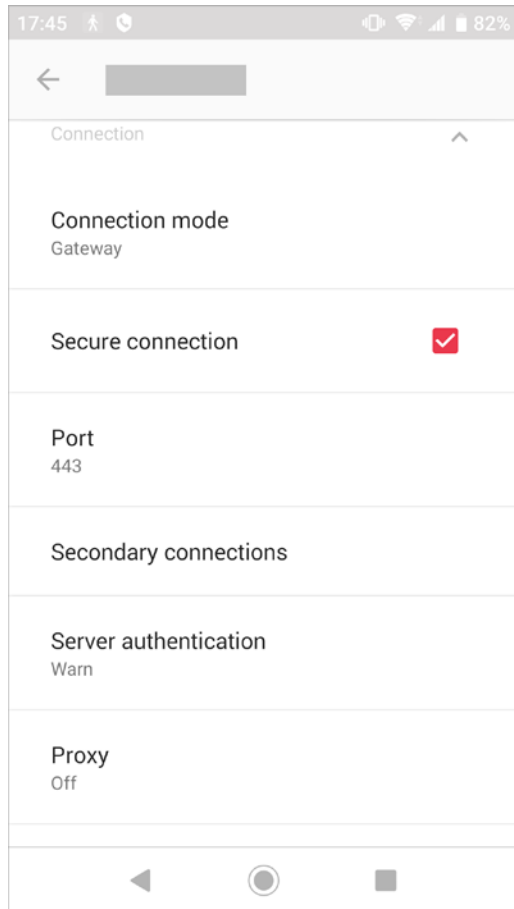 17:45 82%
Connection
Connection mode
Gateway
Secure connection
Port
443
Secondary connections
Server authentication
Warn
Proxy
Off